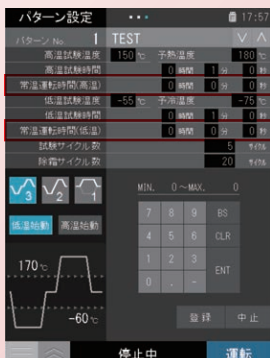 パターン設定 17:57
パターン No. 1 TEST
高温試験温度 150 ℃ 予熱温度 180 ℃
高温試験時間 0 時間 1 分 0 秒
常温運転時間(高温) 0 時間 0 分 0 秒
低温試験温度 -55 ℃ 予冷温度 -75 ℃
低温試験時間 0 時間 1 分 0 秒
常温運転時間(低温) 0 時間 0 分 0 秒
試験サイクル数 5 サイクル
除霜サイクル数 20 サイクル
3 2 1
低温始動 高温始動
170℃
-60℃
MIN. 0~MAX. 0
7 8 9 BS
4 5 6 CLR
1 2 3
0 . - ENT
登録 中止
停止中 運転